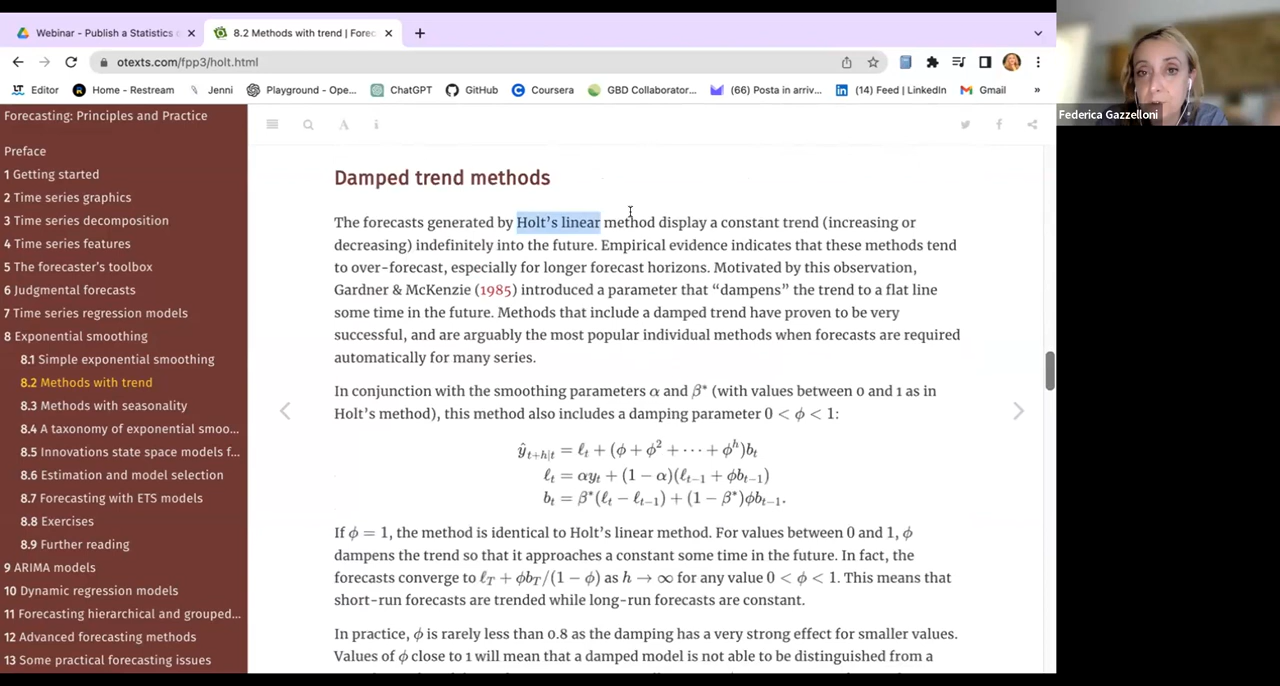 Webinar - Publish a Statistics
8.2 Methods with trend | Forec
otexts.com/fpp3/holt.html
Editor
Home - Restream
Jenni
Playground - Ope...
ChatGPT
GitHub
Coursera
GBD Collaborator...
(66) Posta in arriv...
(14) Feed | LinkedIn
Gmail
»
Federica Gazzelloni
Forecasting: Principles and Practice
Preface
1 Getting started
2 Time series graphics
3 Time series decomposition
4 Time series features
5 The forecaster's toolbox
6 Judgmental forecasts
7 Time series regression models
8 Exponential smoothing
8.1 Simple exponential smoothing
8.2 Methods with trend
8.3 Methods with seasonality
8.4 A taxonomy of exponential smoo...
8.5 Innovations state space models f...
8.6 Estimation and model selection
8.7 Forecasting with ETS models
8.8 Exercises
8.9 Further reading
9 ARIMA models
10 Dynamic regression models
11 Forecasting hierarchical and grouped...
12 Advanced forecasting methods
13 Some practical forecasting issues
Damped trend methods
The forecasts generated by Holt's linear method display a constant trend (increasing or
decreasing) indefinitely into the future. Empirical evidence indicates that these methods tend
to over-forecast, especially for longer forecast horizons. Motivated by this observation,
Gardner & McKenzie (1985) introduced a parameter that “dampens” the trend to a flat line
some time in the future. Methods that include a damped trend have proven to be very
successful, and are arguably the most popular individual methods when forecasts are required
automatically for many series.
In conjunction with the smoothing parameters α and β* (with values between 0 and 1 as in
Holt's method), this method also includes a damping parameter 0 < ϕ < 1:
ŷ_{t+h|t} = ℓ_t + (ϕ + ϕ² + ⋯ + ϕ^h)b_t
ℓ_t = αy_t + (1 − α)(ℓ_{t−1} + ϕb_{t−1})
b_t = β*(ℓ_t − ℓ_{t−1}) + (1 − β*)ϕb_{t−1}.
If ϕ = 1, the method is identical to Holt's linear method. For values between 0 and 1, ϕ
dampens the trend so that it approaches a constant some time in the future. In fact, the
forecasts converge to ℓ_T + ϕb_T/(1 − ϕ) as h → ∞ for any value 0 < ϕ < 1. This means that
short-run forecasts are trended while long-run forecasts are constant.
In practice, ϕ is rarely less than 0.8 as the damping has a very strong effect for smaller values.
Values of ϕ close to 1 will mean that a damped model is not able to be distinguished from a